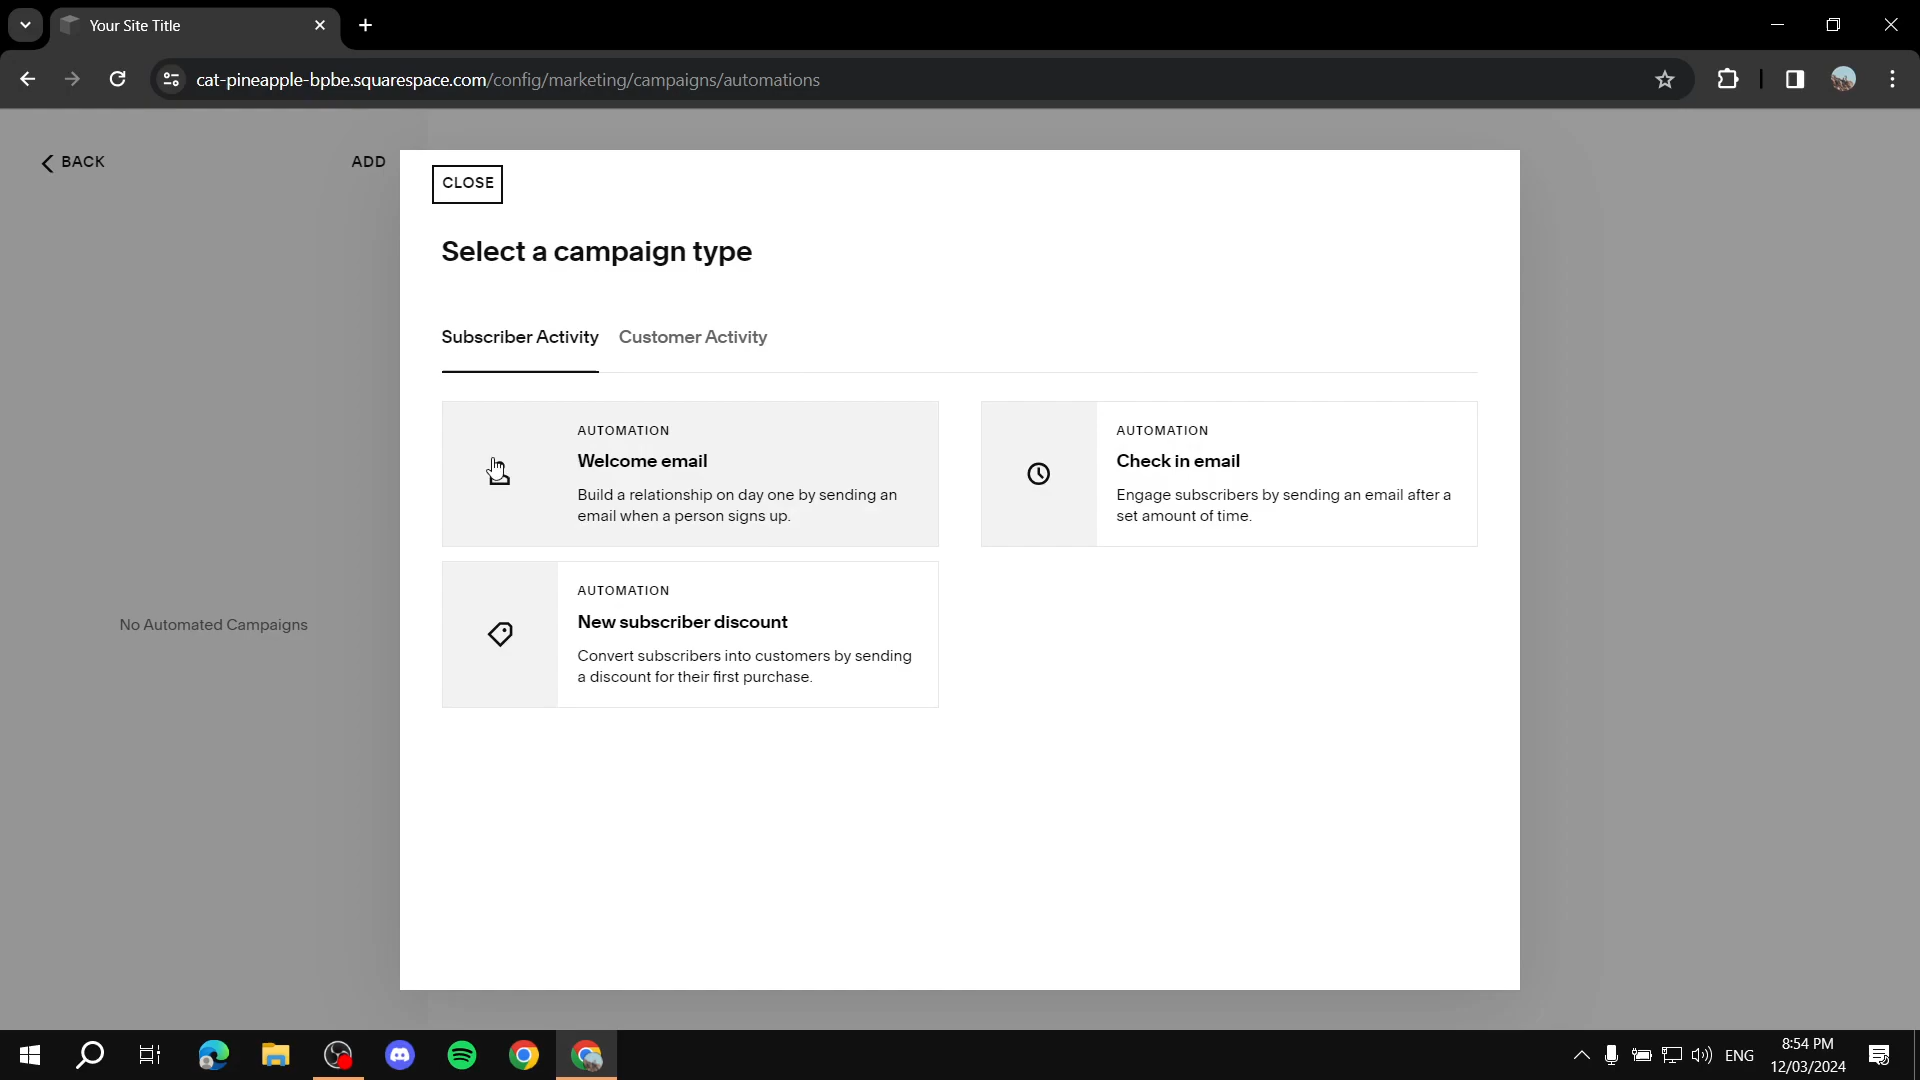 Your Site Title
cat-pineapple-bpbe.squarespace.com/config/marketing/campaigns/automations
BACK
ADD
CLOSE
Select a campaign type
Subscriber Activity
Customer Activity
AUTOMATION
Welcome email
Build a relationship on day one by sending an
email when a person signs up.
AUTOMATION
Check in email
Engage subscribers by sending an email after a
set amount of time.
AUTOMATION
New subscriber discount
Convert subscribers into customers by sending
a discount for their first purchase.
No Automated Campaigns
ENG
8:54 PM
12/03/2024